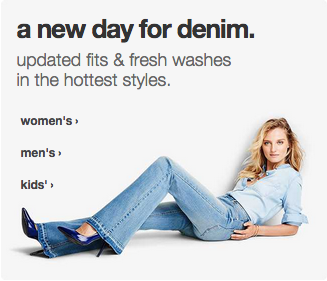 a new day for denim.
updated fits & fresh washes
in the hottest styles.
women's ›
men's ›
kids' ›